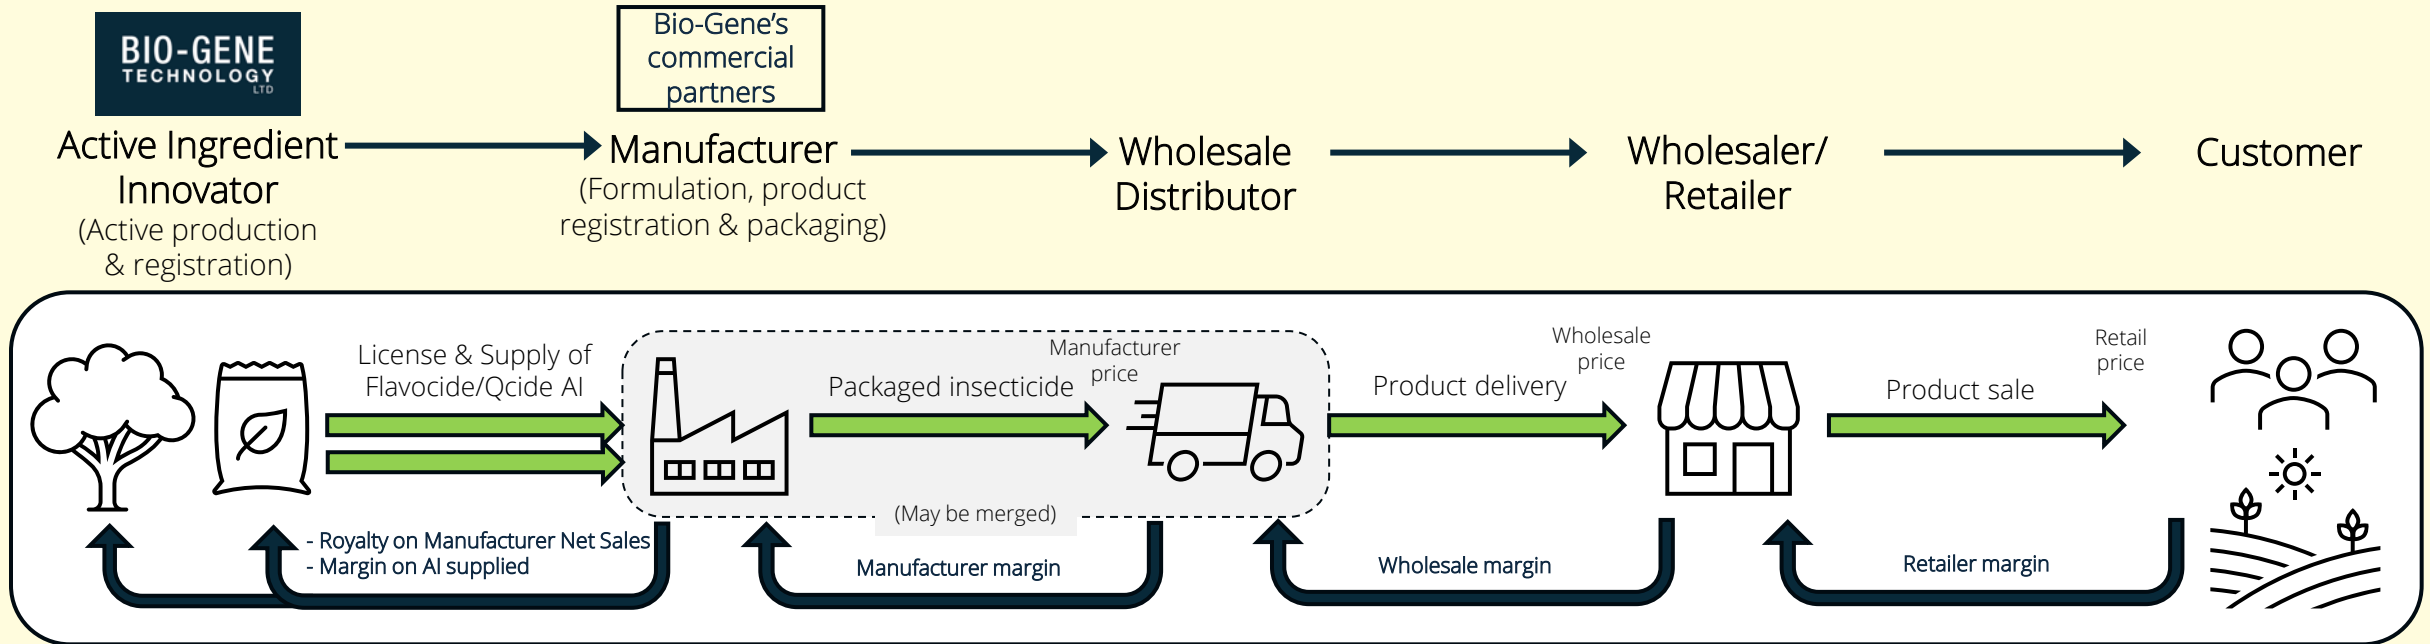 BIO-GENE
TECHNOLOGY
LTD
Bio-Gene's
commercial
partners
Active Ingredient
Innovator
(Active production
& registration)
Manufacturer
(Formulation, product
registration & packaging)
Wholesale
Distributor
Wholesaler/
Retailer
Customer
License & Supply of
Flavocide/Qcide AI
Packaged insecticide
Manufacturer
price
Product delivery
Wholesale
price
Product sale
Retail
price
(May be merged)
- Royalty on Manufacturer Net Sales
- Margin on AI supplied
Manufacturer margin
Wholesale margin
Retailer margin